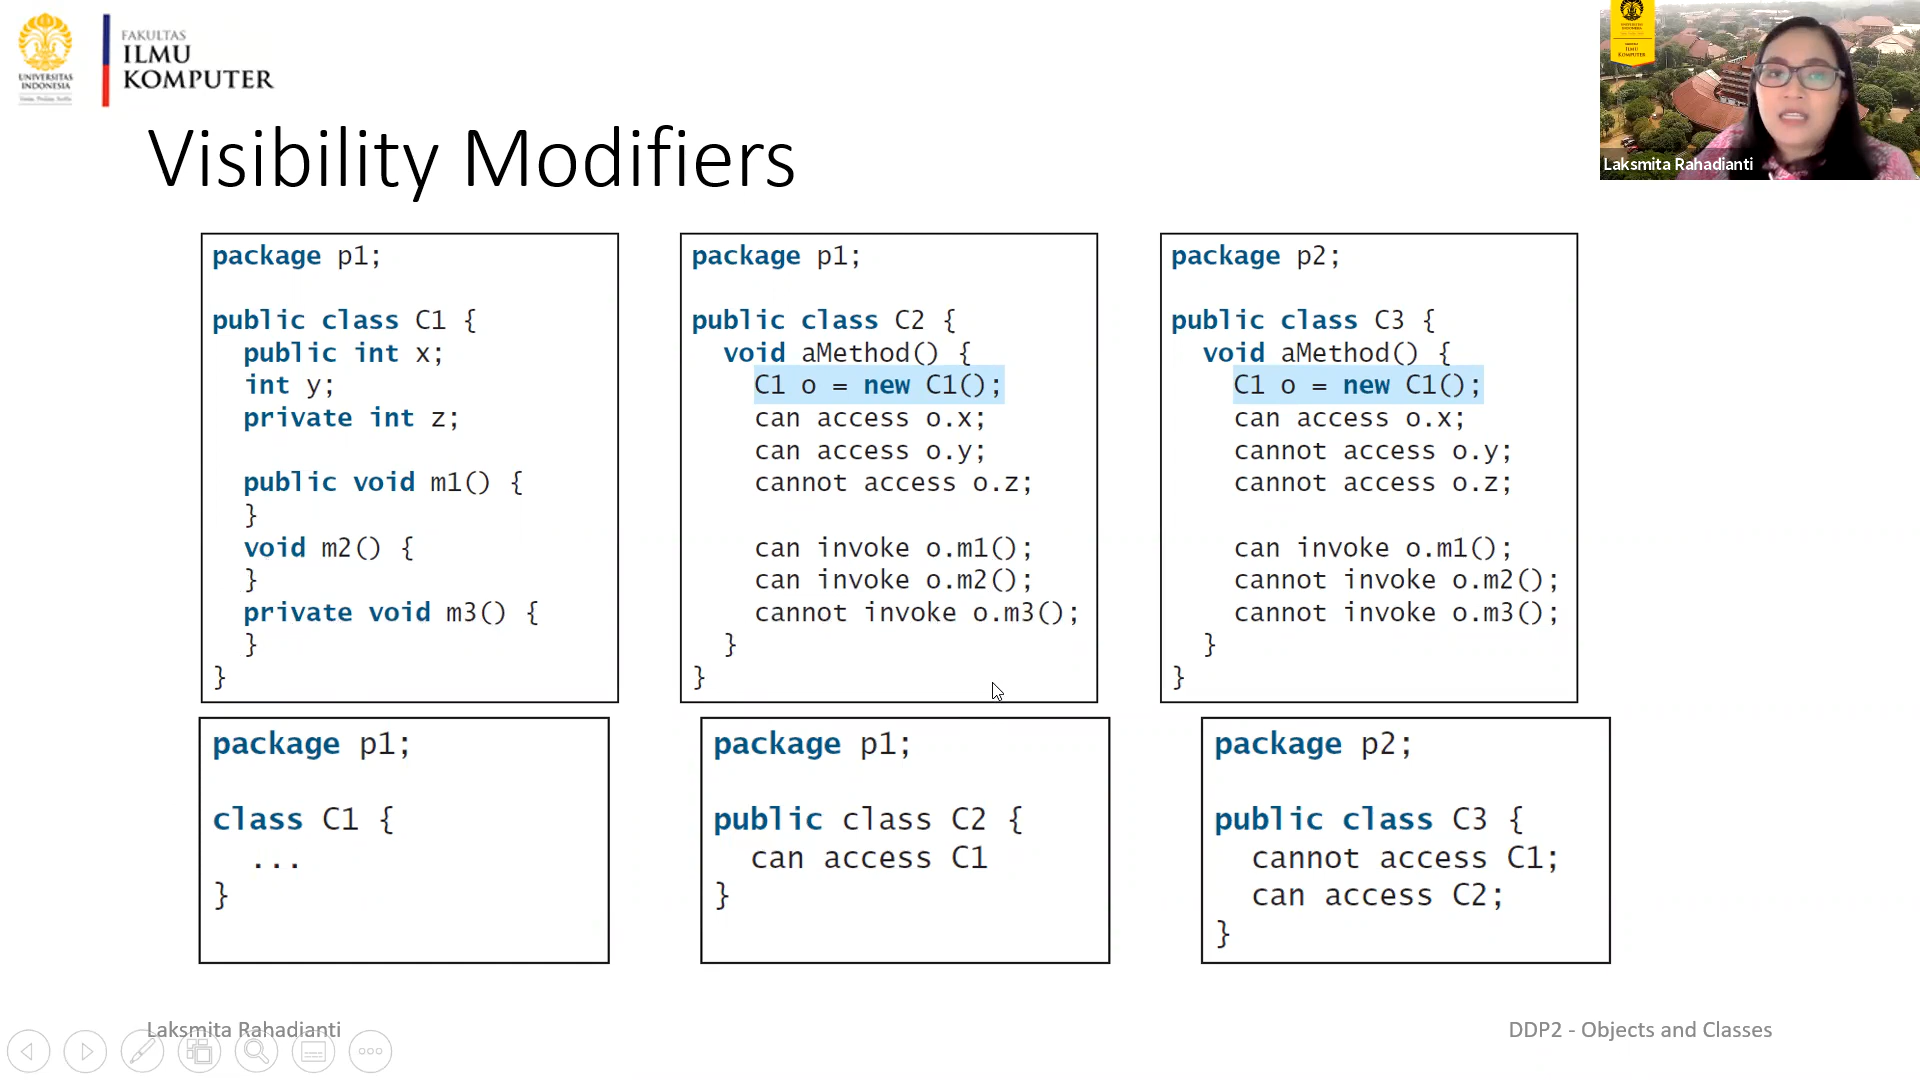 UNIVERSITAS
INDONESIA
FAKULTAS
ILMU
KOMPUTER
Laksmita Rahadianti
Visibility Modifiers
package p1;
public class C1 {
public int x;
int y;
private int z;
public void m1() {
}
void m2() {
}
private void m3() {
}
}
package p1;
public class C2 {
void aMethod() {
C1 o = new C1();
can access o.x;
can access o.y;
cannot access o.z;
can invoke o.m1();
can invoke o.m2();
cannot invoke o.m3();
}
}
package p2;
public class C3 {
void aMethod() {
C1 o = new C1();
can access o.x;
cannot access o.y;
cannot access o.z;
can invoke o.m1();
cannot invoke o.m2();
cannot invoke o.m3();
}
}
package p1;
class C1 {
...
}
package p1;
public class C2 {
can access C1
}
package p2;
public class C3 {
cannot access C1;
can access C2;
}
Laksmita Rahadianti
DDP2 - Objects and Classes